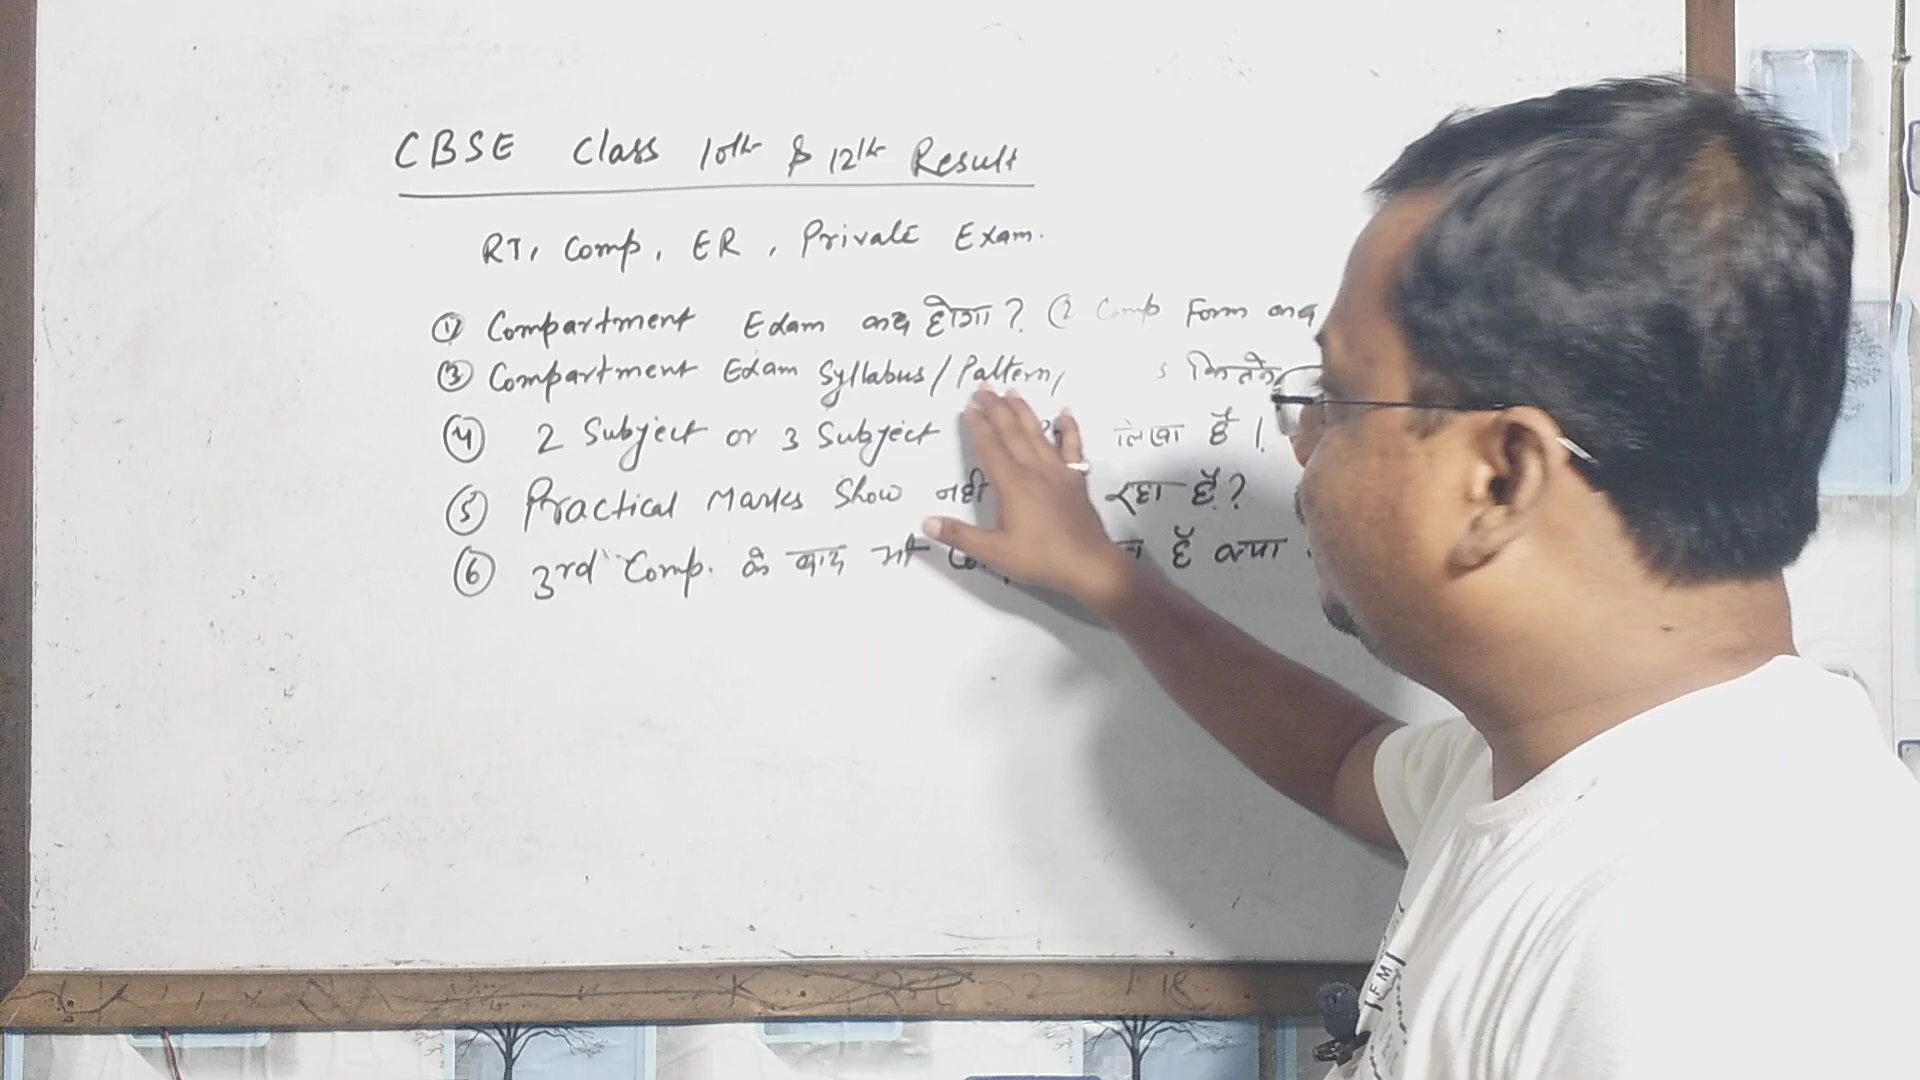 CBSE Class 10th & 12th Result
RT, Comp, ER, Private Exam.
① Compartment Exam कब होगा? ② Comp Form कब
③ Compartment Exam Syllabus/Pattern/ कितने
④ 2 Subject or 3 Subject लिखा है।
⑤ Practical Marks Show नहीं रहा है?
⑥ 3rd Comp. के बाद भी है क्या
FM